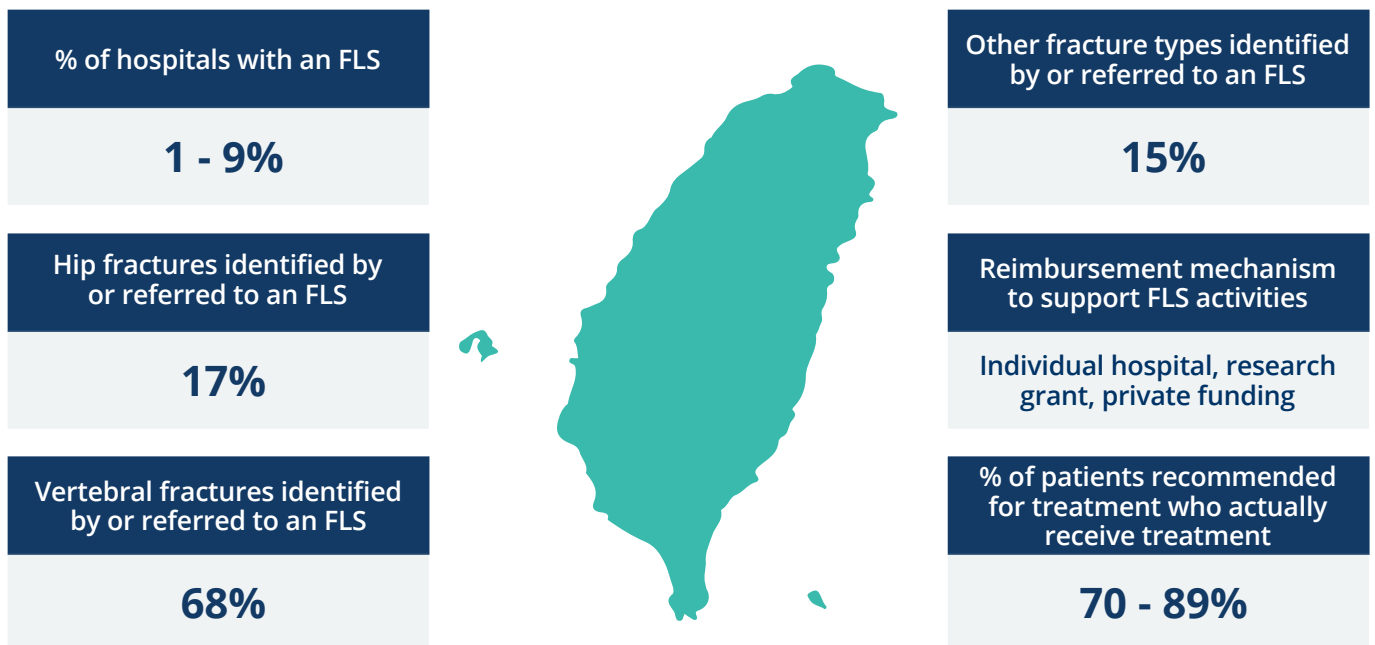 % of hospitals with an FLS
1 - 9%
Hip fractures identified by
or referred to an FLS
17%
Vertebral fractures identified
by or referred to an FLS
68%
Other fracture types identified
by or referred to an FLS
15%
Reimbursement mechanism
to support FLS activities
Individual hospital, research
grant, private funding
% of patients recommended
for treatment who actually
receive treatment
70 - 89%